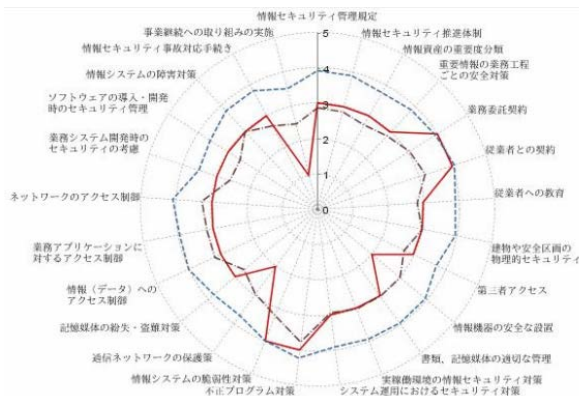 情報セキュリティ管理規定
情報セキュリティ推進体制
情報資産の重要度分類
重要情報の業務工程
ごとの安全対策
業務委託契約
従業者との契約
従業者への教育
建物や安全区画の
物理的セキュリティ
第三者アクセス
情報機器の安全な設置
書類、記憶媒体の適切な管理
実稼働環境の情報セキュリティ対策
システム運用におけるセキュリティ対策
不正プログラム対策
情報システムの脆弱性対策
通信ネットワークの保護策
記憶媒体の紛失・盗難対策
情報（データ）への
アクセス制御
業務アプリケーションに
対するアクセス制御
ネットワークのアクセス制御
業務システム開発時の
セキュリティの考慮
ソフトウェアの導入・開発
時のセキュリティ管理
情報システムの障害対策
情報セキュリティ事故対応手続き
事業継続への取り組みの実施
5
4
3
2
1
0